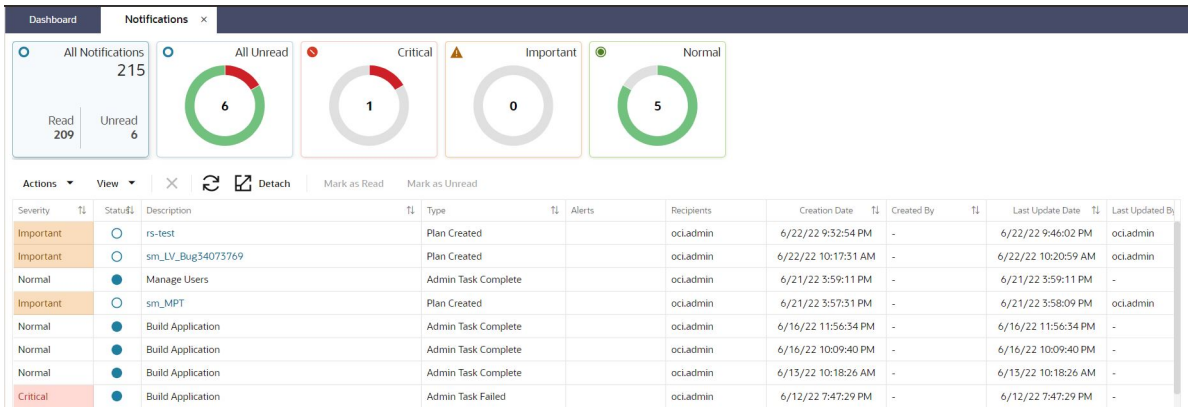 Dashboard Notifications ×
All Notifications All Unread Critical Important Normal
215
6 1 0 5
Read Unread
209 6
Actions View Detach Mark as Read Mark as Unread
Severity Status Description Type Alerts Recipients Creation Date Created By Last Update Date Last Updated By
Important rs-test Plan Created oci.admin 6/22/22 9:32:54 PM - 6/22/22 9:46:02 PM oci.admin
Important sm_LV_Bug34073769 Plan Created oci.admin 6/22/22 10:17:31 AM - 6/22/22 10:20:59 AM oci.admin
Normal Manage Users Admin Task Complete oci.admin 6/21/22 3:59:11 PM - 6/21/22 3:59:11 PM -
Important sm_MPT Plan Created oci.admin 6/21/22 3:57:31 PM - 6/21/22 3:58:09 PM oci.admin
Normal Build Application Admin Task Complete oci.admin 6/16/22 11:56:34 PM - 6/16/22 11:56:34 PM -
Normal Build Application Admin Task Complete oci.admin 6/16/22 10:09:40 PM - 6/16/22 10:09:40 PM -
Normal Build Application Admin Task Complete oci.admin 6/13/22 10:18:26 AM - 6/13/22 10:18:26 AM -
Critical Build Application Admin Task Failed oci.admin 6/12/22 7:47:29 PM - 6/12/22 7:47:29 PM -